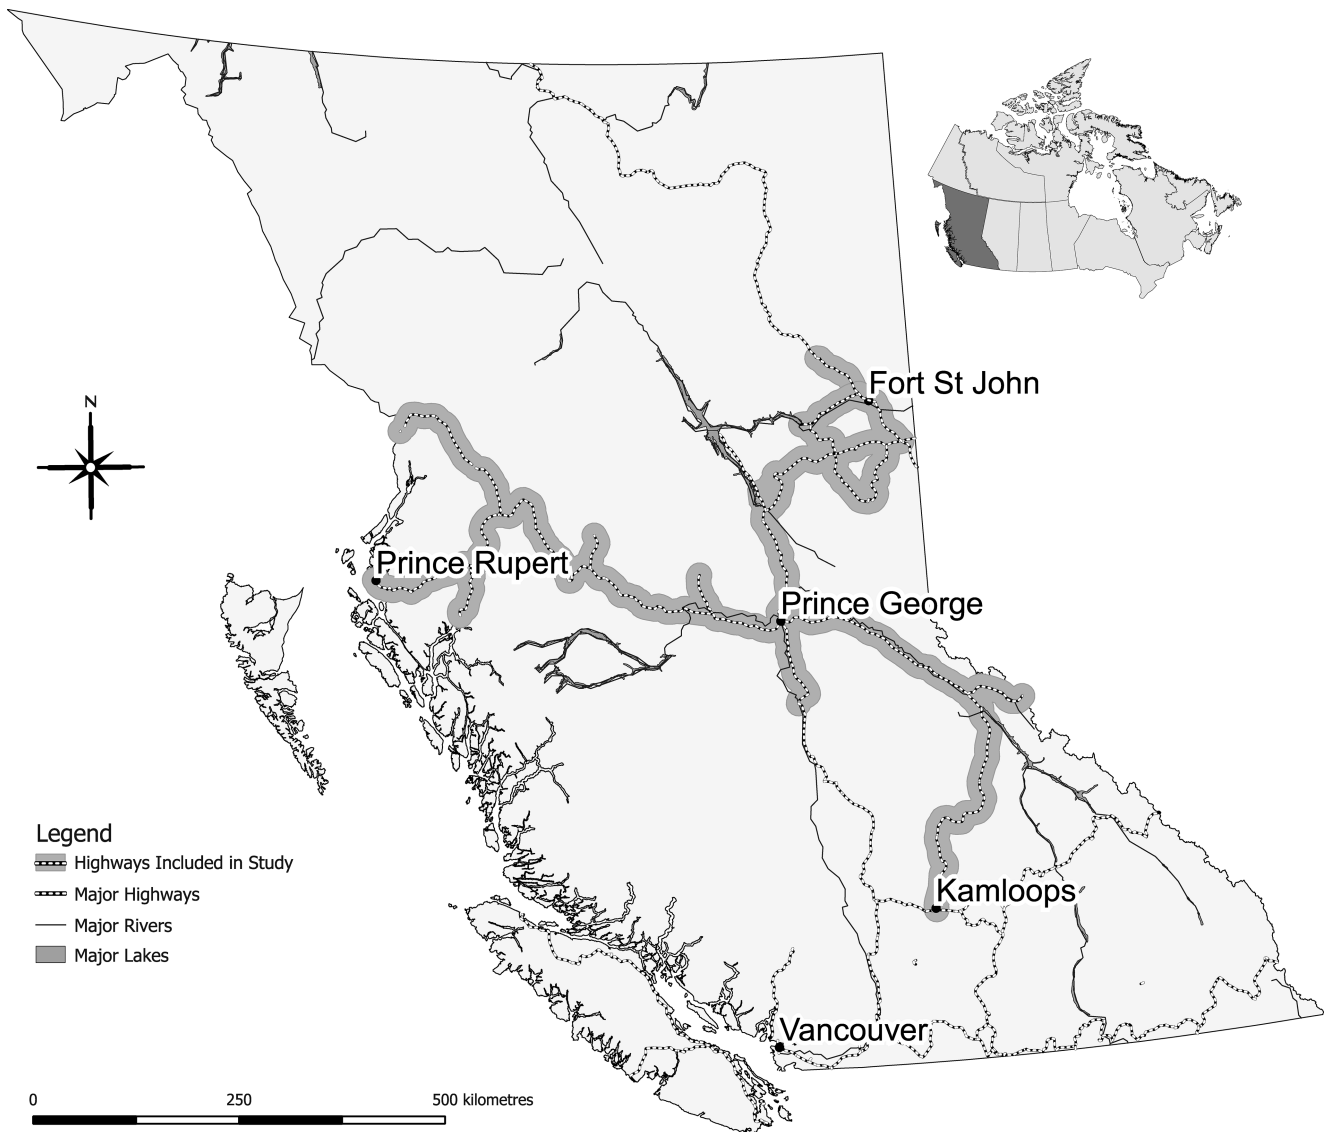 Fort St John
N
Prince Rupert
Prince George
Legend
Highways Included in Study
Major Highways
Major Rivers
Major Lakes
Kamloops
Vancouver
0 250 500 kilometres